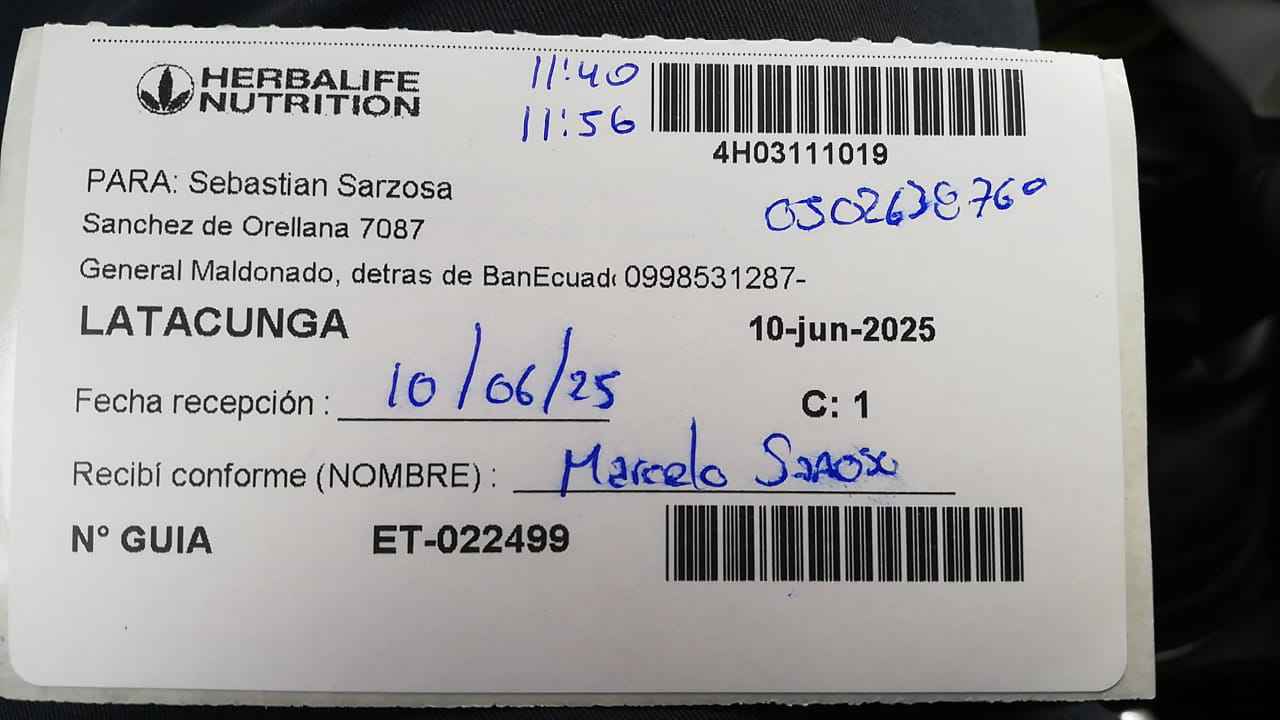 HERBALIFE
NUTRITION
11:40
11:56
4H03111019
PARA: Sebastian Sarzosa
0502638760
Sanchez de Orellana 7087
General Maldonado, detras de BanEcuad 0998531287-
LATACUNGA
10-jun-2025
Fecha recepción : 10/06/25
C: 1
Recibí conforme (NOMBRE) : Marcelo
N° GUIA ET-022499